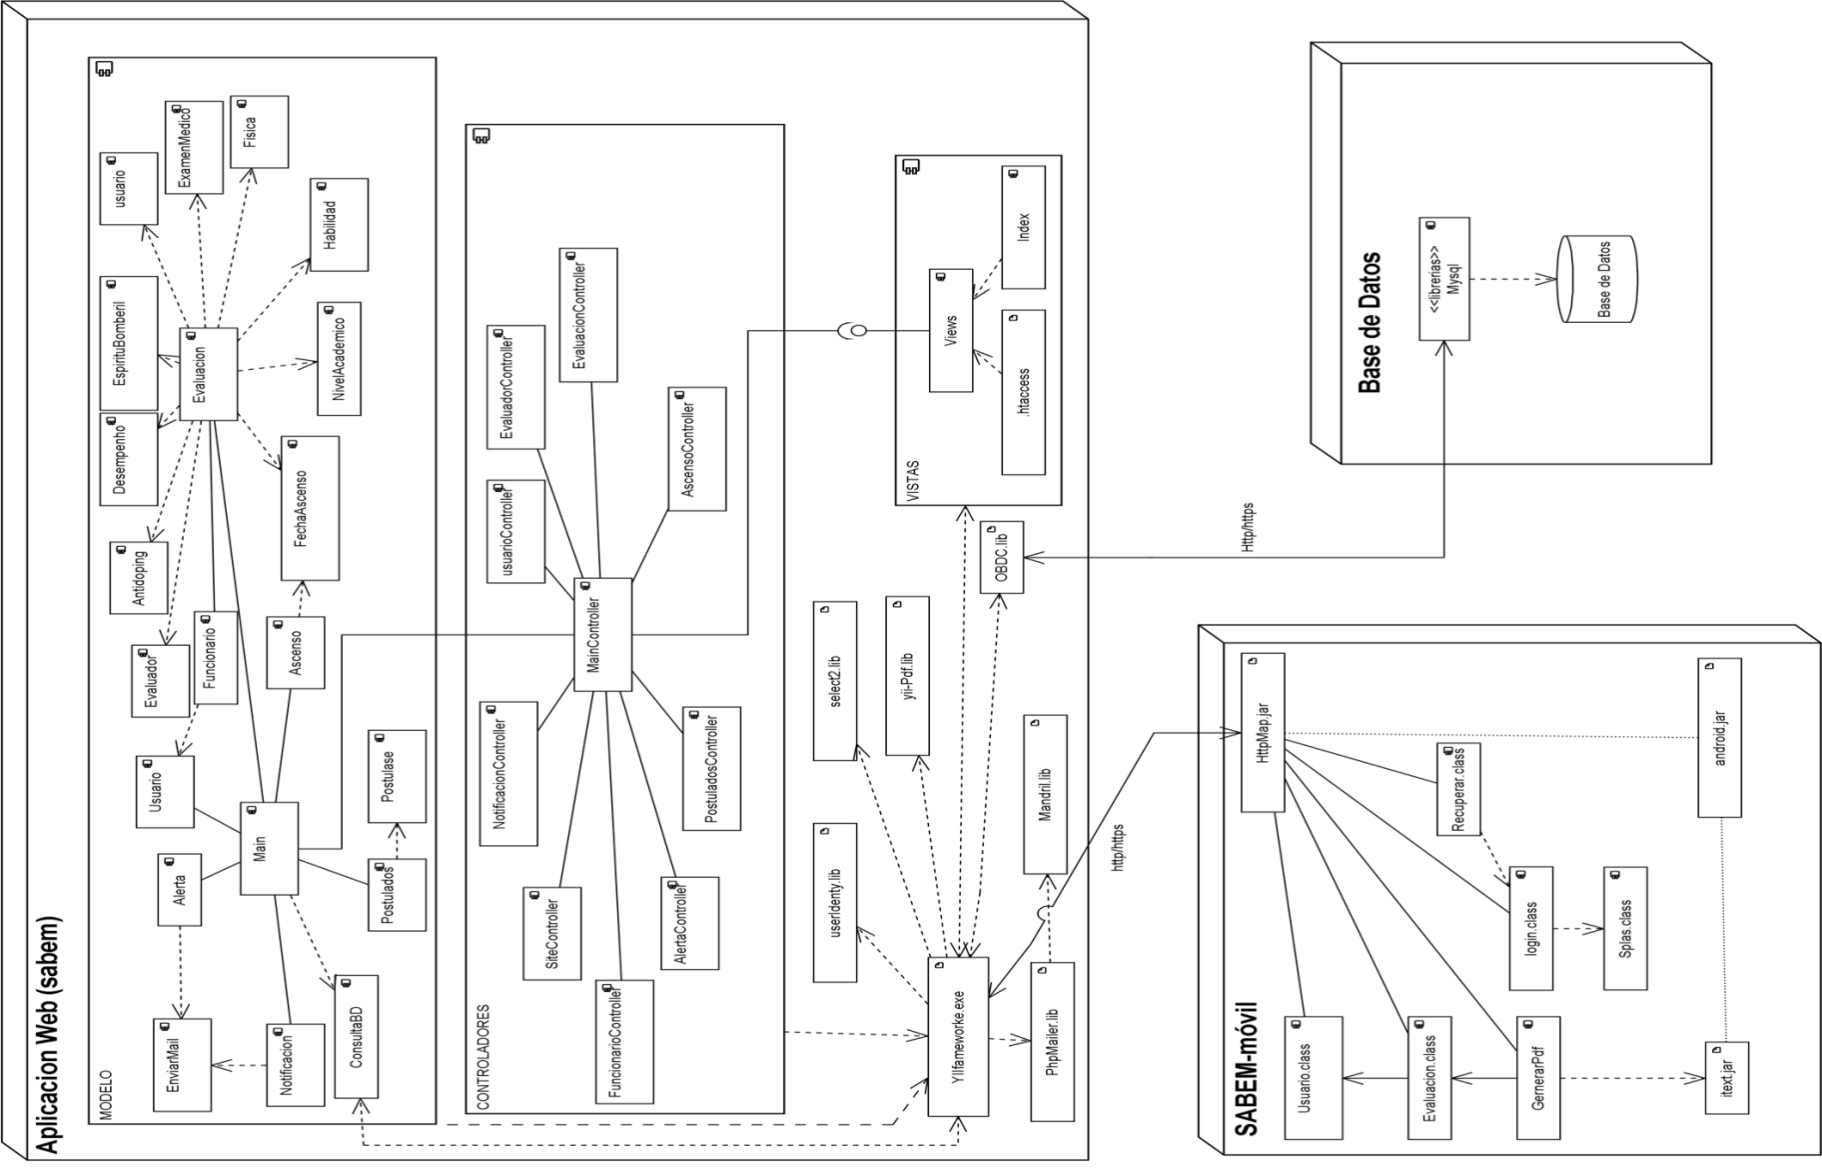 Aplicacion Web (sabem)
MODELO
EnviarMail
Notificacion
ConsultaBD
Alerta
Main
Postulados
Usuario
Postulase
Evaluador
Funcionario
Ascenso
Antidoping
FechaAscenso
Desempenho
EspirituBomberil
Evaluacion
NivelAcademico
usuario
ExamenMedico
Fisica
Habilidad
CONTROLADORES
FuncionarioController
SiteController
AlertaController
NotificacionController
PostuladosController
MainController
usuarioController
EvaluadorController
EvaluacionController
AscensoController
VISTAS
Views
Index
.htaccess
userIdenty.lib
select2.lib
yii-Pdf.lib
OBDC.lib
YIIfameworke.exe
PhpMailer.lib
Mandril.lib
Http/https
http/https
Base de Datos
<<librerias>>
Mysql
Base de Datos
SABEM-móvil
HttpMap.jar
Recuperar.class
android.jar
login.class
Splas.class
Usuario.class
Evaluacion.class
GernerarPdf
itext.jar